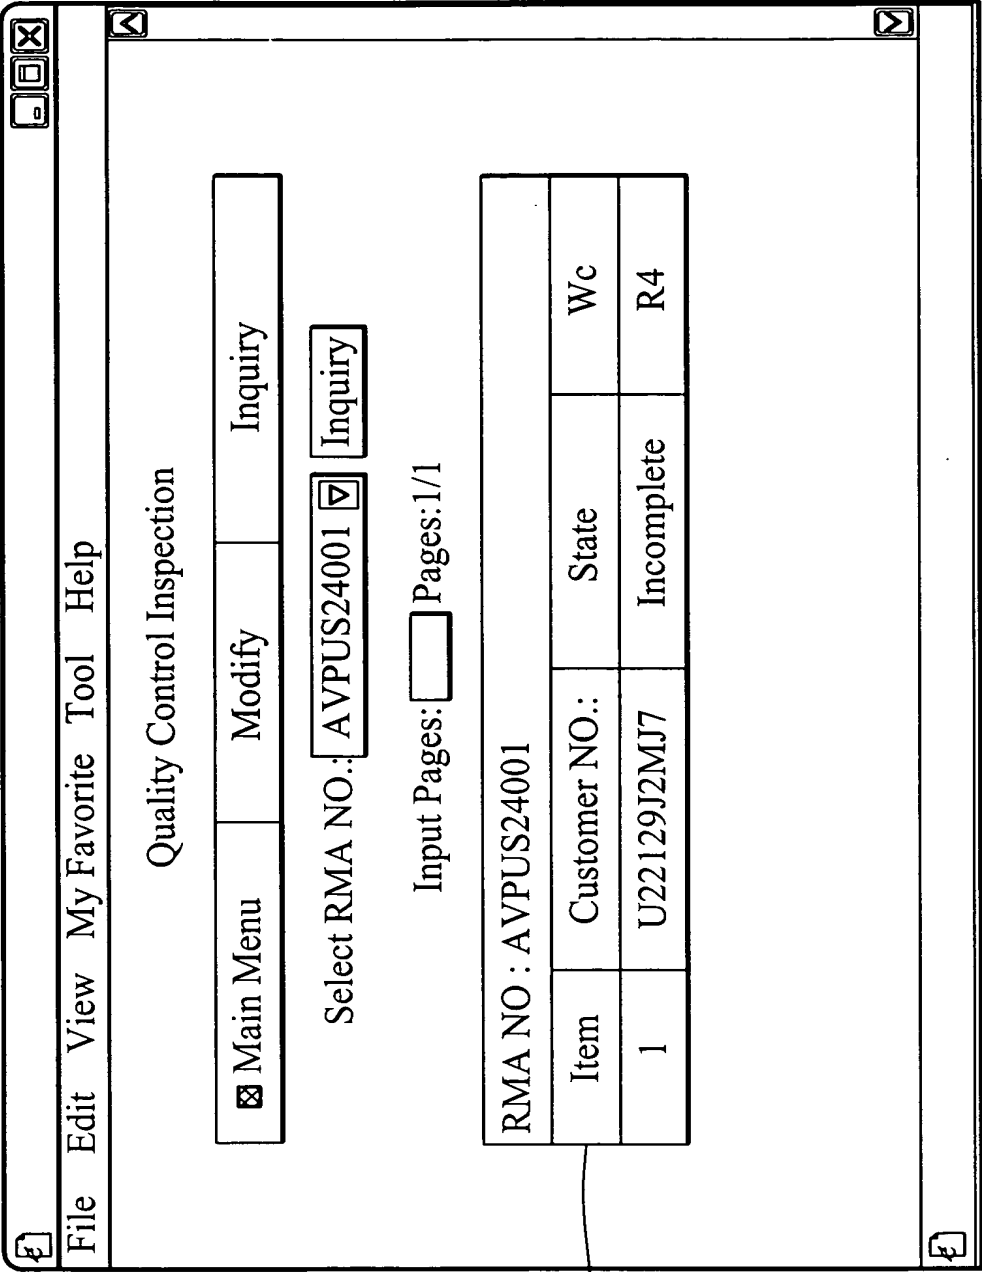 File Edit View My Favorite Tool Help
Quality Control Inspection
Main Menu Modify Inquiry
Select RMA NO.: AVPUS24001 Inquiry
Input Pages: Pages:1/1
RMA NO : AVPUS24001
Item Customer NO.: State Wc
1 U22129J2MJ7 Incomplete R4